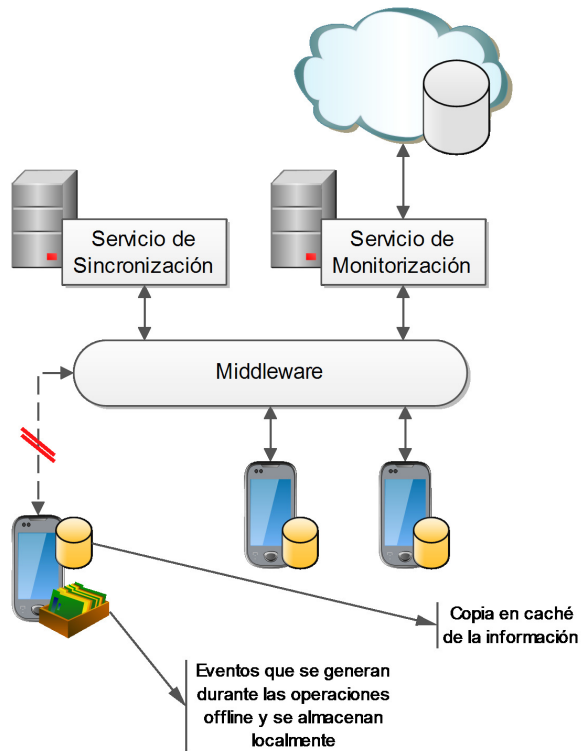 Servicio de
Sincronización
Servicio de
Monitorización
Middleware
Copia en caché
de la información
Eventos que se generan
durante las operaciones
offline y se almacenan
localmente